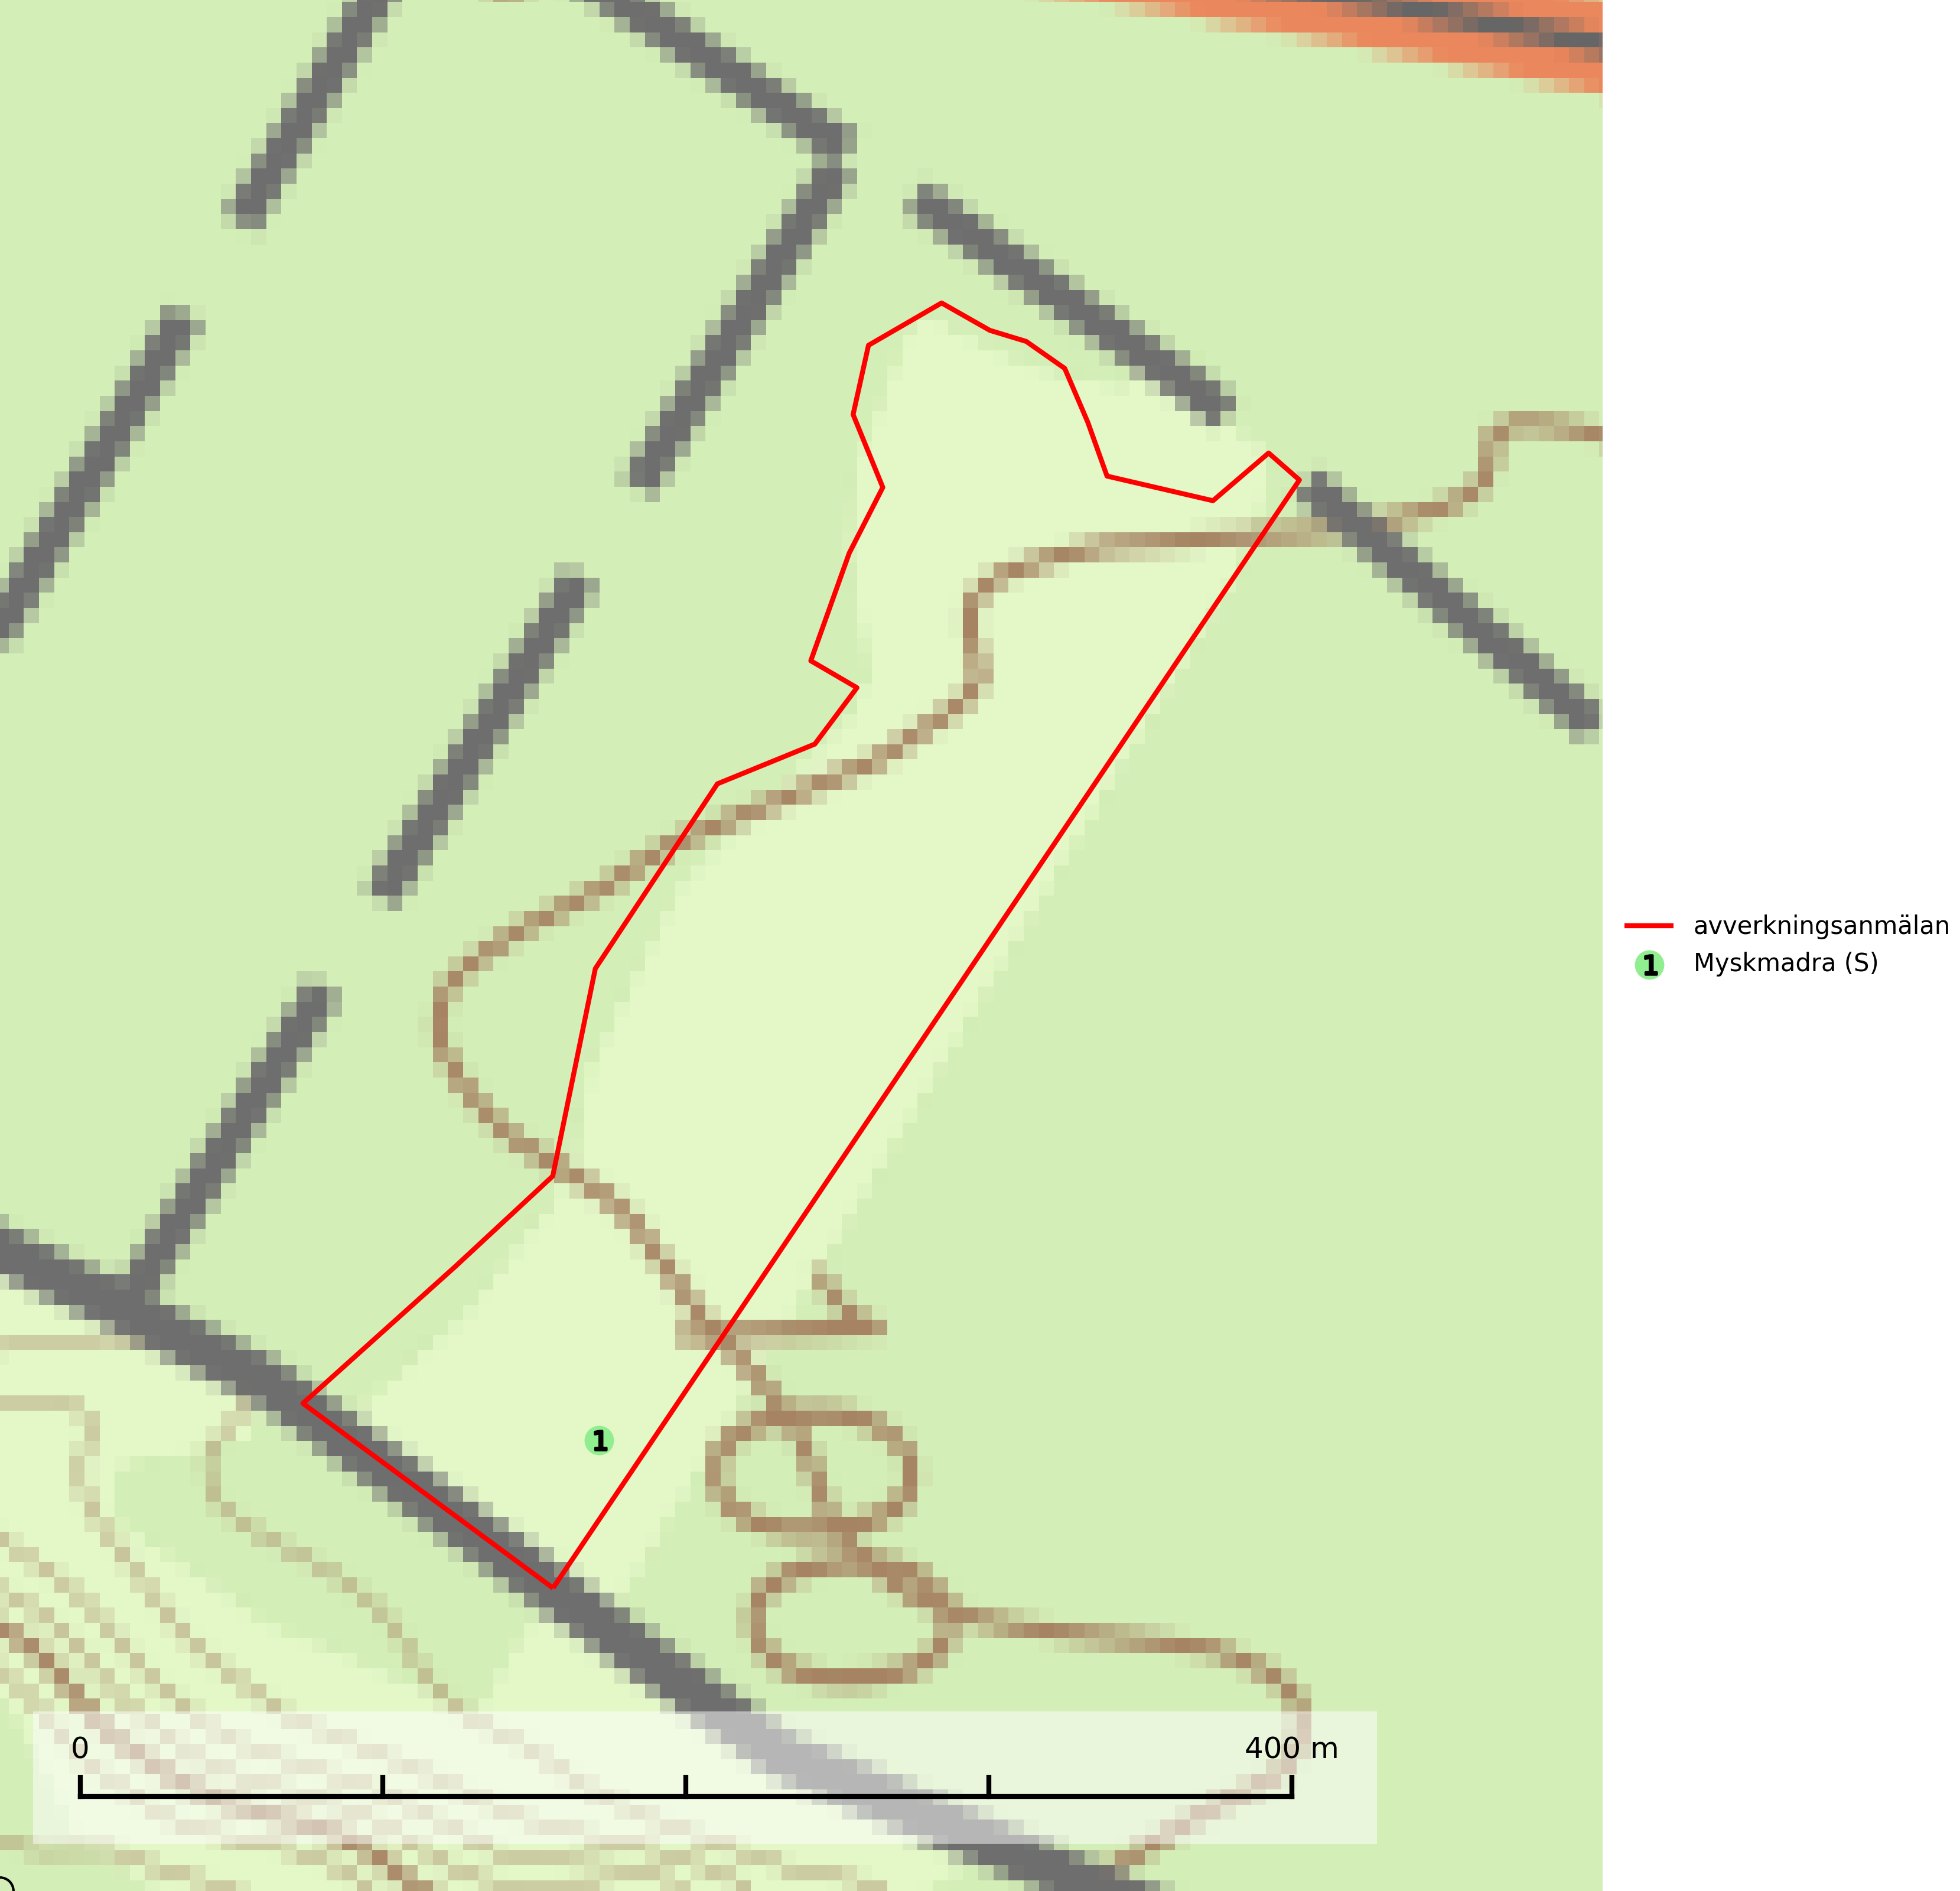 avverkningsanmälan
1 Myskmadra (S)
1
0 400 m